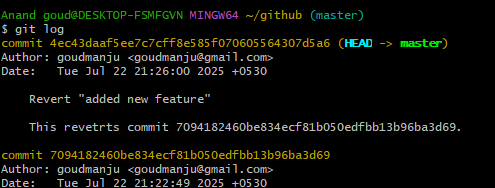 Anand goud@DESKTOP-FSMFGVN MINGW64 ~/github (master)
$ git log
commit 4ec43daaf5ee7c7cff8e585f070605564307d5a6 (HEAD -> master)
Author: goudmanju <goudmanju@gmail.com>
Date:   Tue Jul 22 21:26:00 2025 +0530
Revert "added new feature"
This revetrts commit 7094182460be834ecf81b050edfbb13b96ba3d69.
commit 7094182460be834ecf81b050edfbb13b96ba3d69
Author: goudmanju <goudmanju@gmail.com>
Date:   Tue Jul 22 21:22:49 2025 +0530